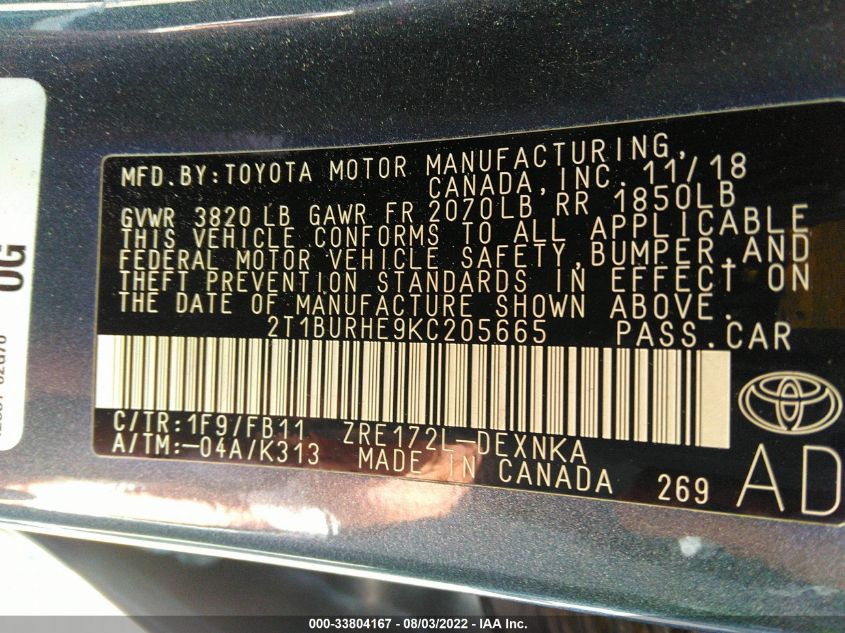 MFD.BY:TOYOTA MOTOR MANUFACTURING,
CANADA,INC. 11/18
GVWR 3820 LB GAWR FR 2070LB RR 1850LB
THIS VEHICLE CONFORMS TO ALL APPLICABLE
FEDERAL MOTOR VEHICLE SAFETY,BUMPER,AND
THEFT PREVENTION STANDARDS IN EFFECT ON
THE DATE OF MANUFACTURE SHOWN ABOVE.
2T1BURHE9KC205665 PASS.CAR
C/TR:1F9/FB11 ZRE172L-DEXNKA
A/TM:-04A/K313 MADE IN CANADA 269
AD
OG
000-33804167 - 08/03/2022 - IAA Inc.